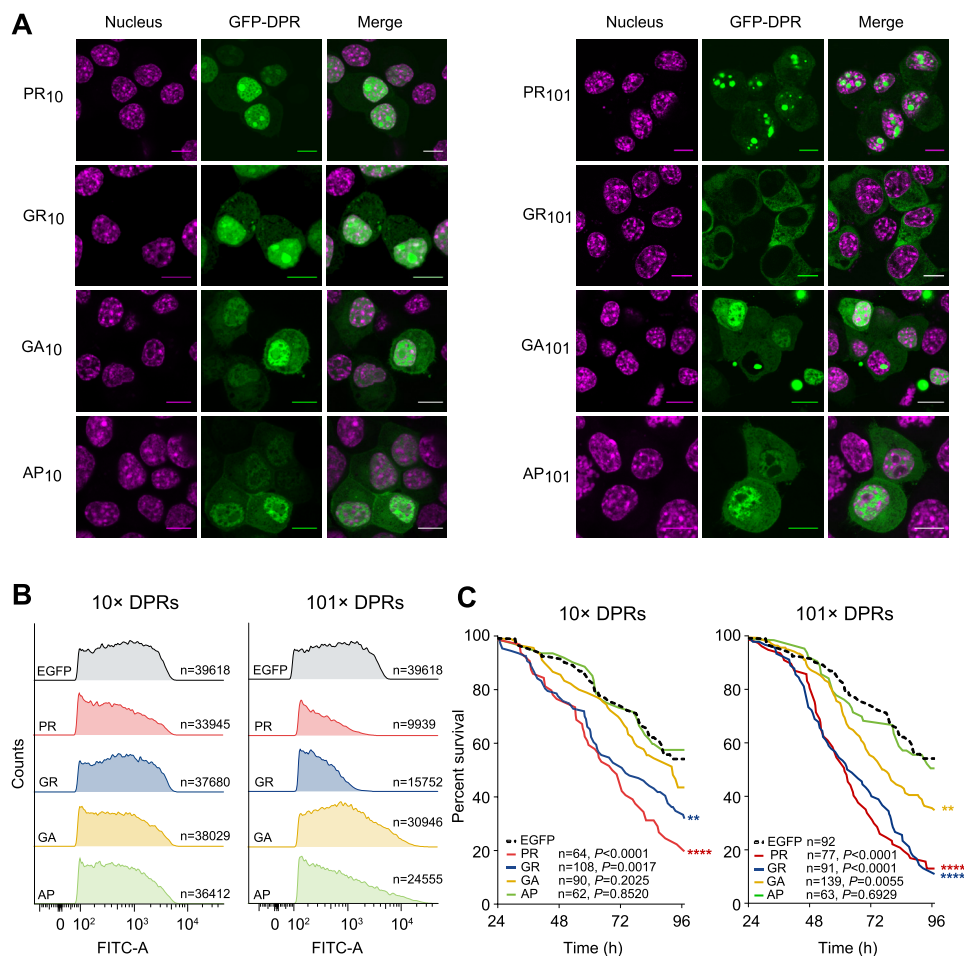 A
Nucleus GFP-DPR Merge
PR10
GR10
GA10
AP10
Nucleus GFP-DPR Merge
PR101
GR101
GA101
AP101
B
10× DPRs
101× DPRs
Counts
EGFP n=39618
PR n=33945
GR n=37680
GA n=38029
AP n=36412
0 10² 10³ 10⁴
FITC-A
EGFP n=39618
PR n=9939
GR n=15752
GA n=30946
AP n=24555
0 10² 10³ 10⁴
FITC-A
C
10× DPRs
Percent survival
100
80
60
40
20
0
**
****
EGFP
PR n=64, P<0.0001
GR n=108, P=0.0017
GA n=90, P=0.2025
AP n=62, P=0.8520
24 48 72 96
Time (h)
101× DPRs
100
80
60
40
20
0
**
****
****
EGFP n=92
PR n=77, P<0.0001
GR n=91, P<0.0001
GA n=139, P=0.0055
AP n=63, P=0.6929
24 48 72 96
Time (h)